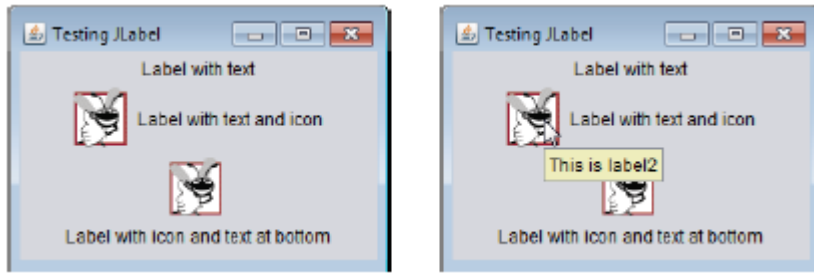 Testing JLabel
Label with text
Label with text and icon
Label with icon and text at bottom
Testing JLabel
Label with text
Label with text and icon
This is label2
Label with icon and text at bottom